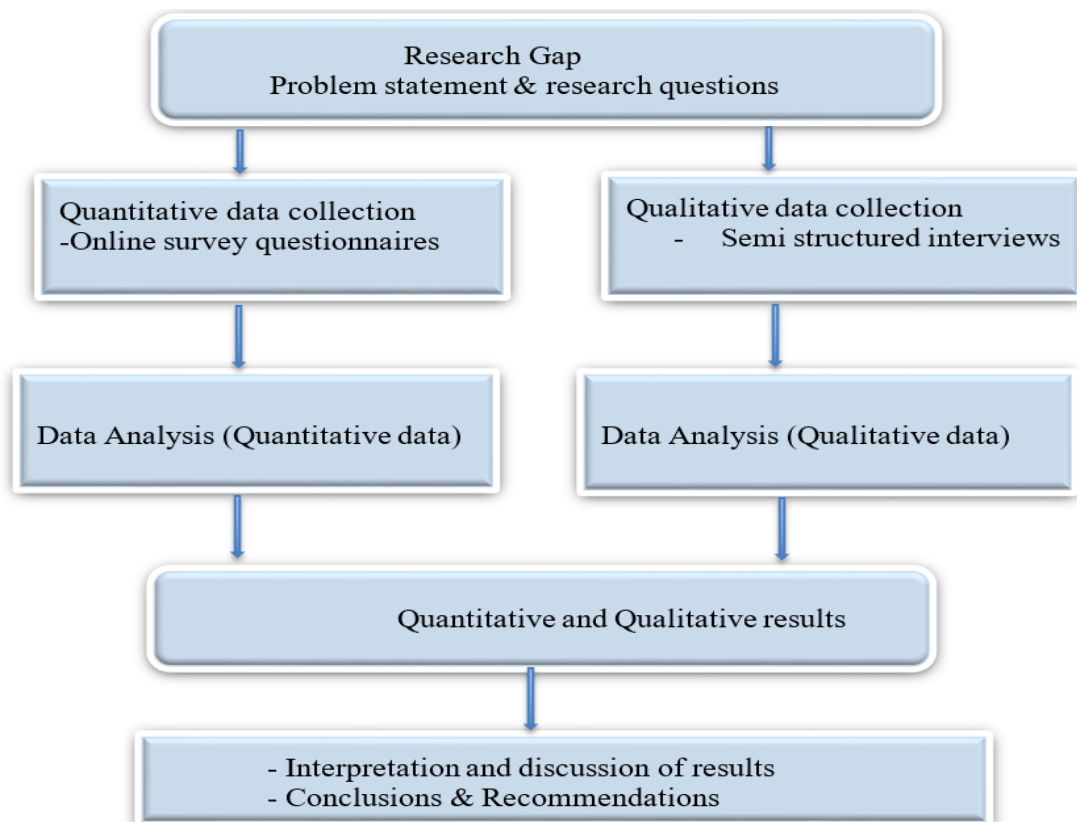 Research Gap
Problem statement & research questions
Quantitative data collection
-Online survey questionnaires
Qualitative data collection
- Semi structured interviews
Data Analysis (Quantitative data)
Data Analysis (Qualitative data)
Quantitative and Qualitative results
- Interpretation and discussion of results
- Conclusions & Recommendations